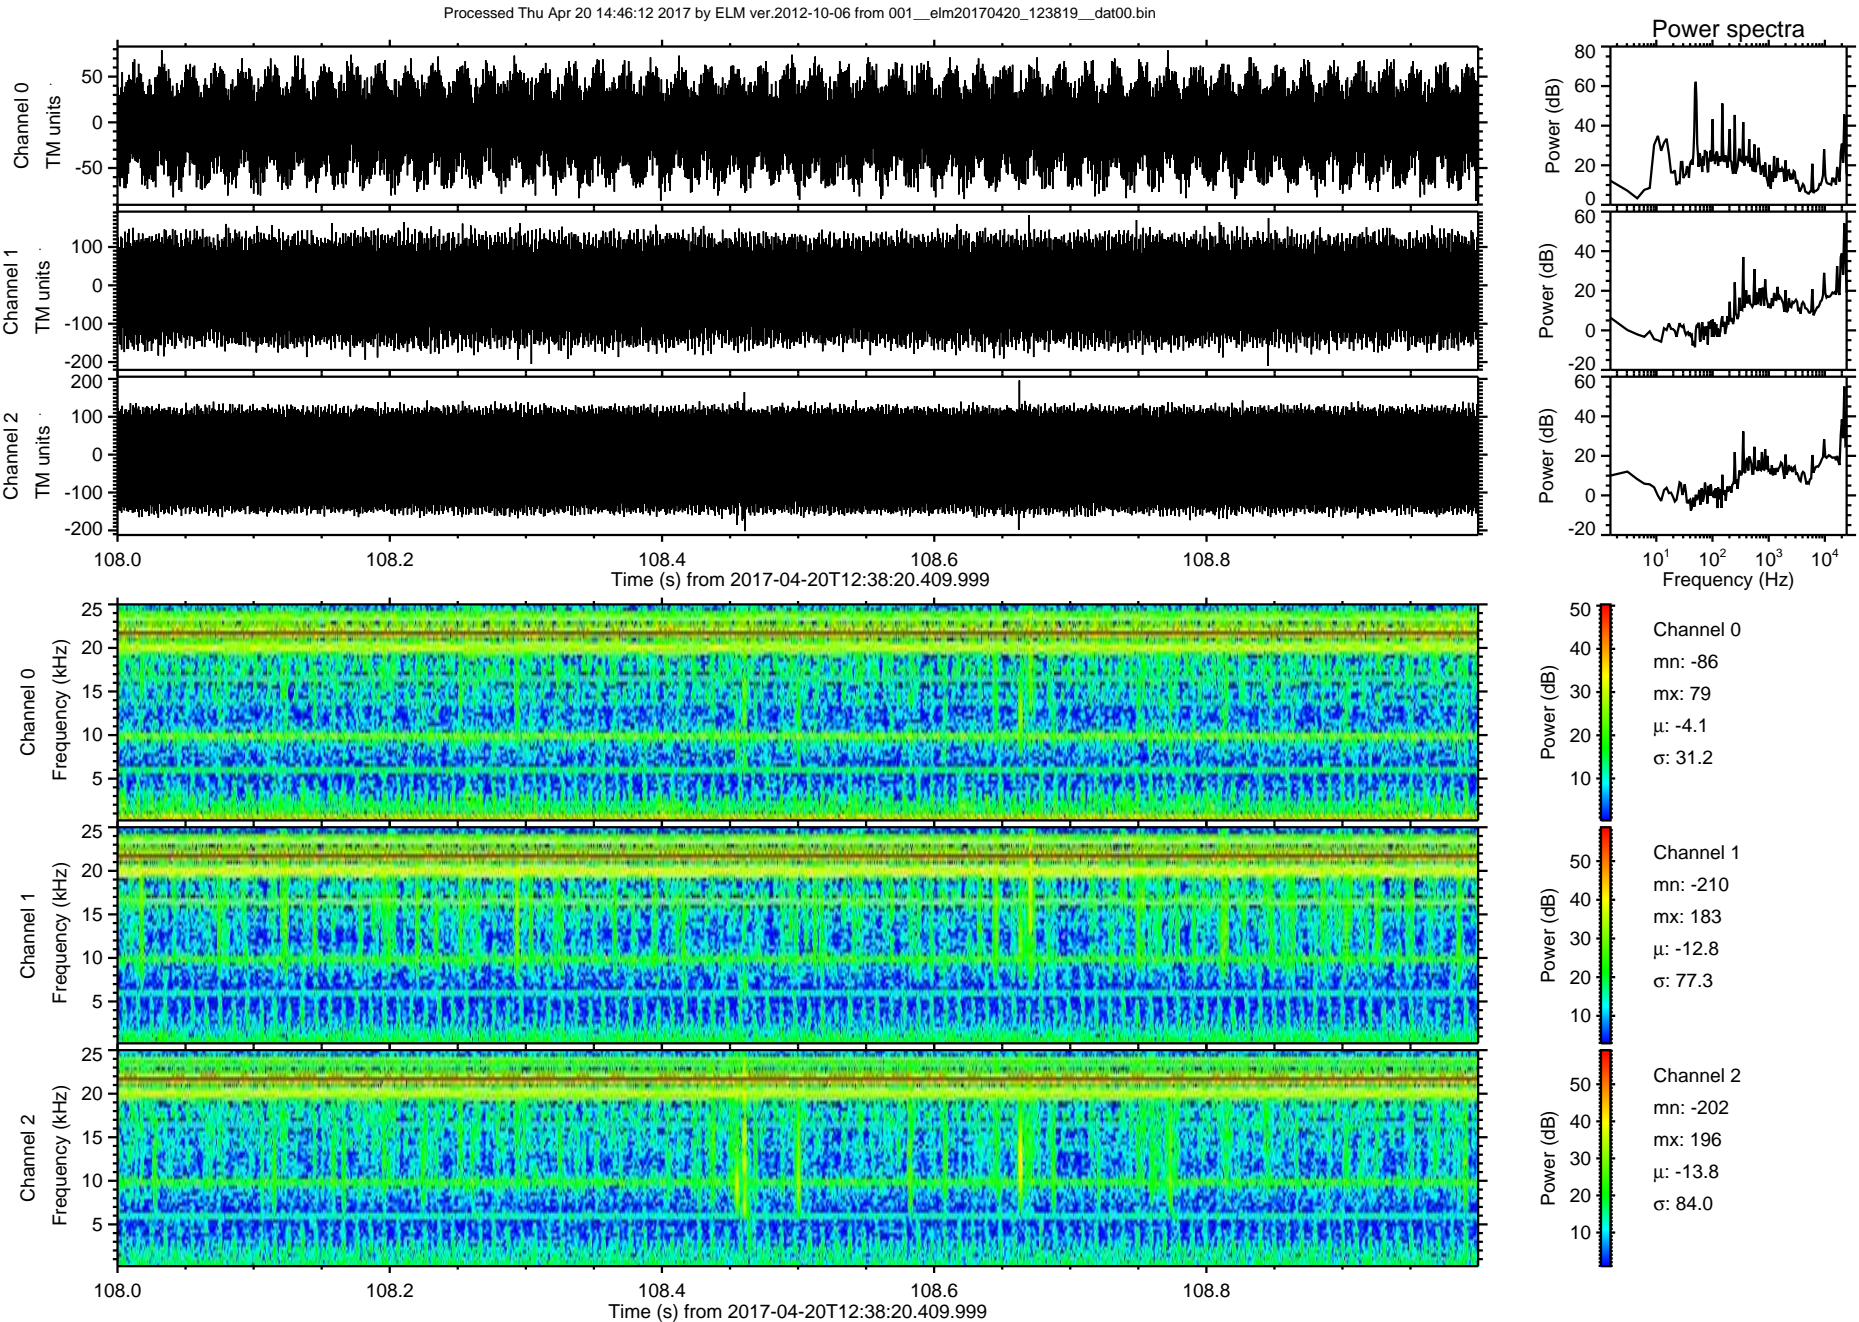 Processed Thu Apr 20 14:46:12 2017 by ELM ver.2012-10-06 from 001__elm20170420_123819__dat00.bin
Power spectra
Channel 0
TM units
50
0
-50
Power (dB)
80
60
40
20
0
Channel 1
TM units
100
0
-100
-200
Power (dB)
60
40
20
0
-20
Channel 2
TM units
200
100
0
-100
-200
Power (dB)
60
40
20
0
-20
108.0 108.2 108.4 108.6 108.8
Time (s) from 2017-04-20T12:38:20.409.999
10^1 10^2 10^3 10^4
Frequency (Hz)
Channel 0
Frequency (kHz)
25
20
15
10
5
Power (dB)
50
40
30
20
10
Channel 0
mn: -86
mx: 79
μ: -4.1
σ: 31.2
Channel 1
Frequency (kHz)
25
20
15
10
5
Power (dB)
50
40
30
20
10
Channel 1
mn: -210
mx: 183
μ: -12.8
σ: 77.3
Channel 2
Frequency (kHz)
25
20
15
10
5
Power (dB)
50
40
30
20
10
Channel 2
mn: -202
mx: 196
μ: -13.8
σ: 84.0
108.0 108.2 108.4 108.6 108.8
Time (s) from 2017-04-20T12:38:20.409.999